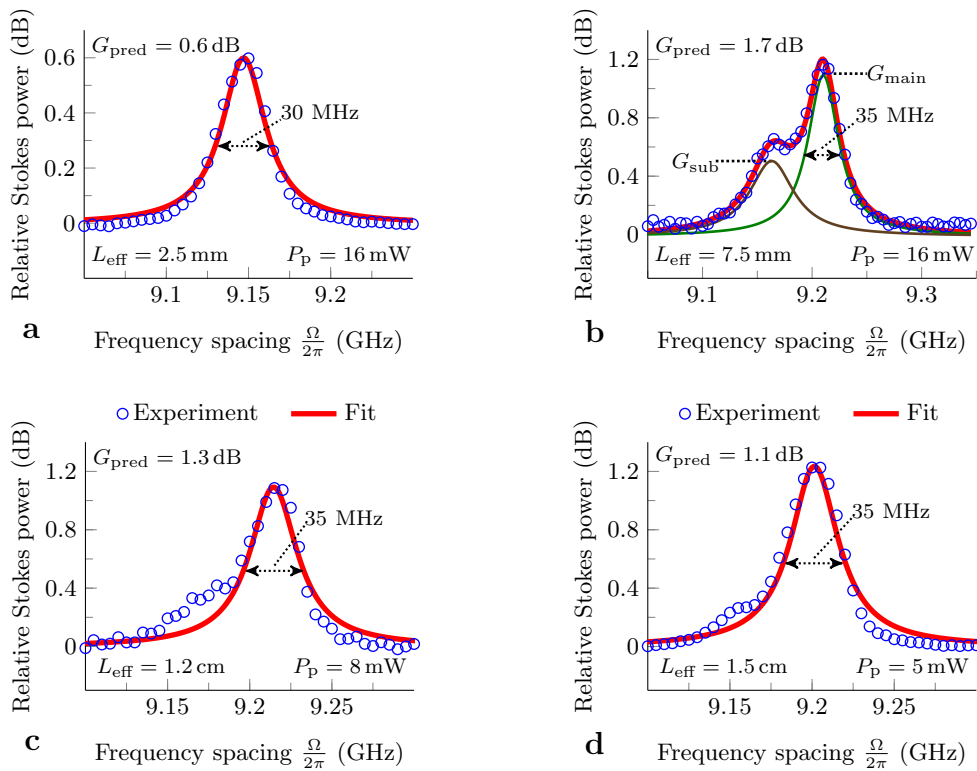 Relative Stokes power (dB)
G_pred = 0.6 dB
0.6
0.4
0.2
0
30 MHz
L_eff = 2.5 mm
P_p = 16 mW
9.1
9.15
9.2
a
Frequency spacing Ω/2π (GHz)
Relative Stokes power (dB)
G_pred = 1.7 dB
1.2
0.8
0.4
0
G_main
35 MHz
G_sub
L_eff = 7.5 mm
P_p = 16 mW
9.1
9.2
9.3
b
Frequency spacing Ω/2π (GHz)
Experiment
Fit
Relative Stokes power (dB)
G_pred = 1.3 dB
1.2
0.8
0.4
0
35 MHz
L_eff = 1.2 cm
P_p = 8 mW
9.15
9.2
9.25
c
Frequency spacing Ω/2π (GHz)
Experiment
Fit
Relative Stokes power (dB)
G_pred = 1.1 dB
1.2
0.8
0.4
0
35 MHz
L_eff = 1.5 cm
P_p = 5 mW
9.15
9.2
9.25
d
Frequency spacing Ω/2π (GHz)